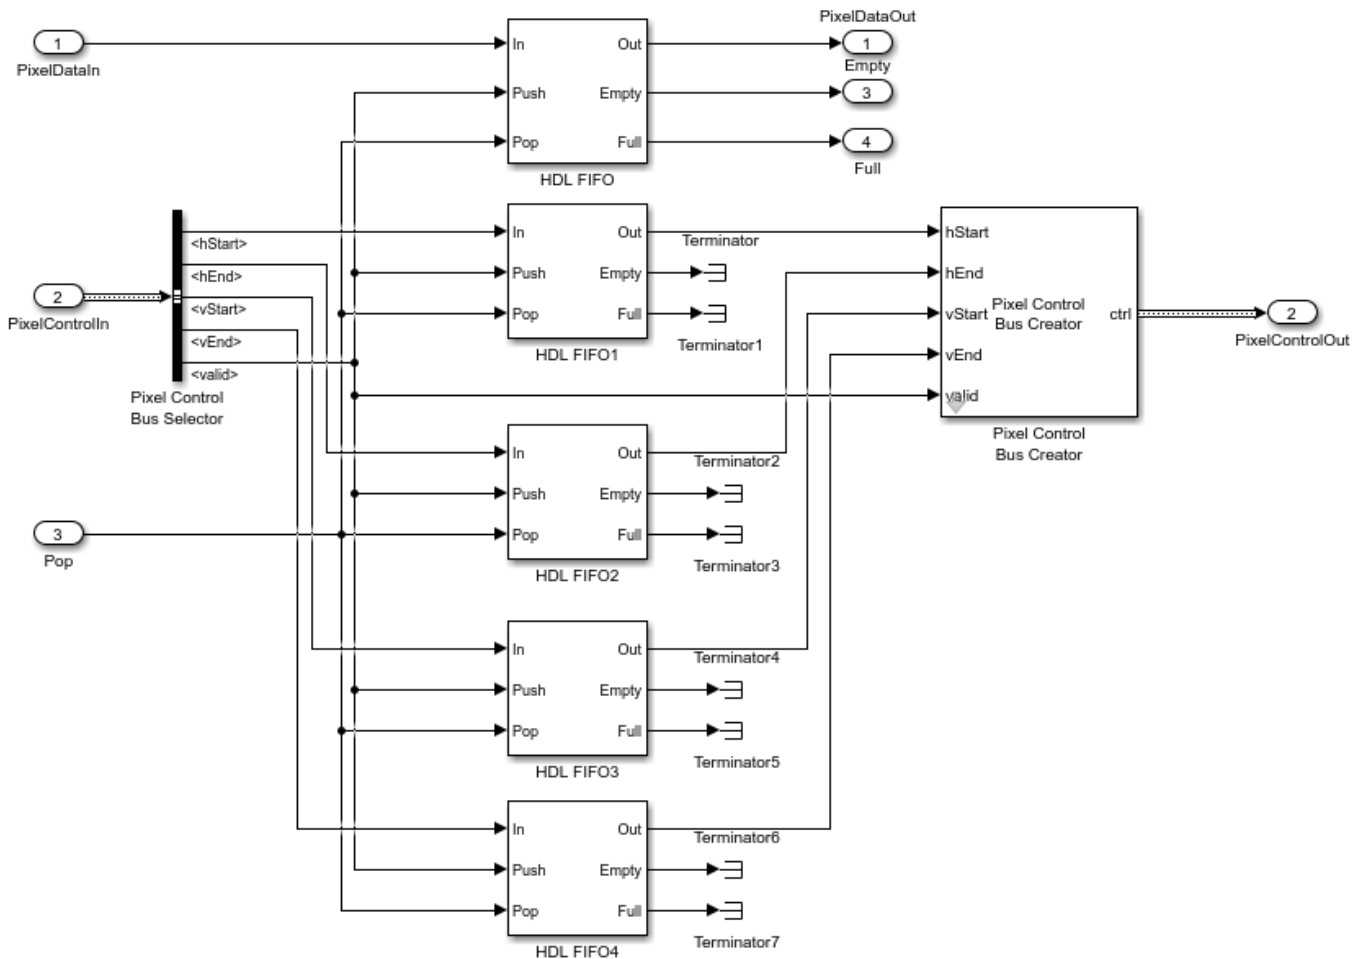 PixelDataOut
1
In
Out
1
PixelDataIn
Empty
Push
Empty
3
Pop
Full
4
HDL FIFO
Full
<hStart>
In
Out
Terminator
hStart
<hEnd>
Push
Empty
hEnd
2
<vStart>
Pop
Full
vStart
Pixel Control
Bus Creator
ctrl
2
PixelControlIn
<vEnd>
HDL FIFO1
Terminator1
vEnd
PixelControlOut
<valid>
valid
Pixel Control
Bus Selector
Pixel Control
Bus Creator
In
Out
Terminator2
Push
Empty
3
Pop
Full
Pop
HDL FIFO2
Terminator3
In
Out
Terminator4
Push
Empty
Pop
Full
HDL FIFO3
Terminator5
In
Out
Terminator6
Push
Empty
Pop
Full
HDL FIFO4
Terminator7